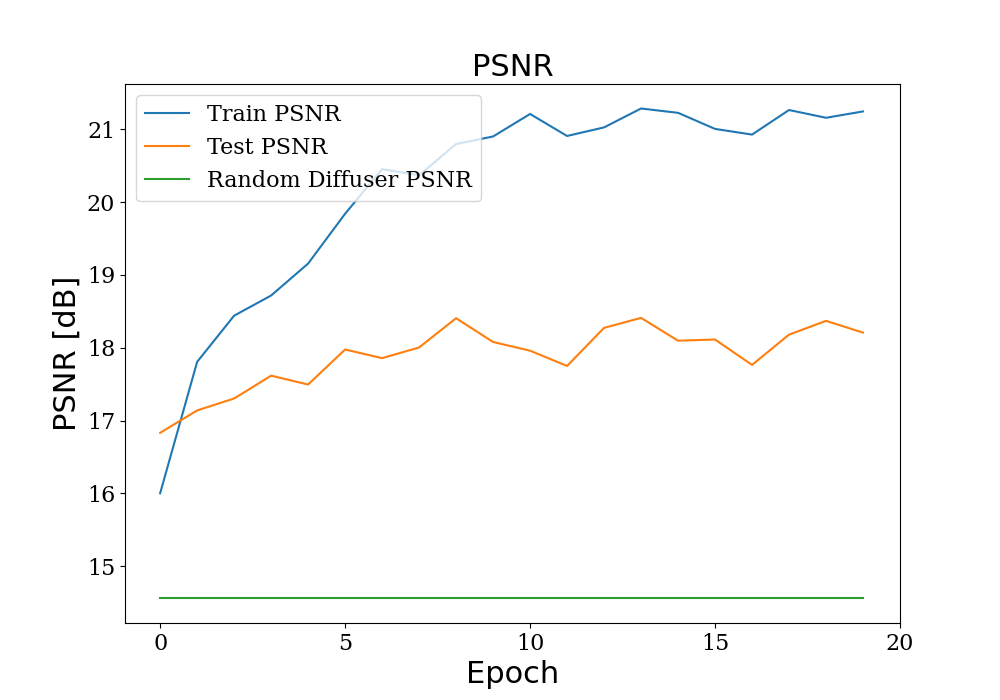 PSNR
Train PSNR
Test PSNR
Random Diffuser PSNR
21
20
19
18
17
16
15
PSNR [dB]
0 5 10 15 20
Epoch